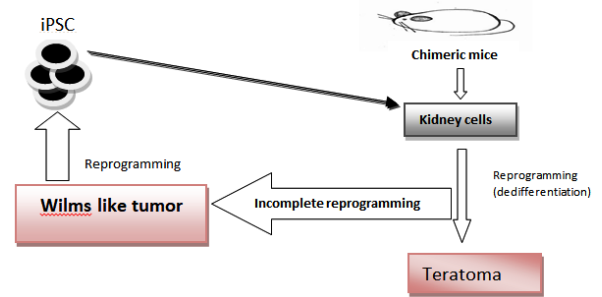 iPSC
Chimeric mice
Kidney cells
Reprogramming
Reprogramming
(dedifferentiation)
Wilms like tumor
Incomplete reprogramming
Teratoma